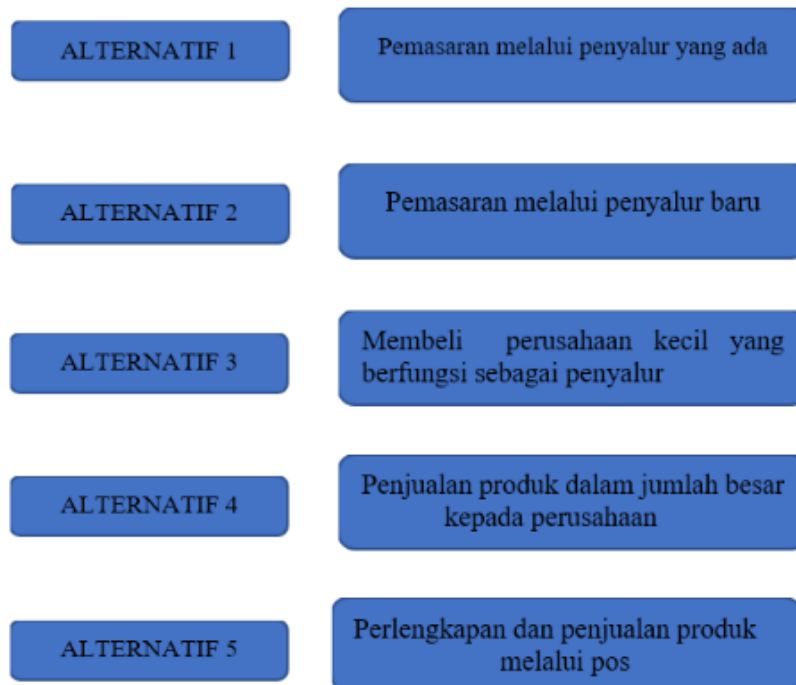 ALTERNATIF 1
Pemasaran melalui penyalur yang ada
ALTERNATIF 2
Pemasaran melalui penyalur baru
ALTERNATIF 3
Membeli perusahaan kecil yang
berfungsi sebagai penyalur
ALTERNATIF 4
Penjualan produk dalam jumlah besar
kepada perusahaan
ALTERNATIF 5
Perlengkapan dan penjualan produk
melalui pos